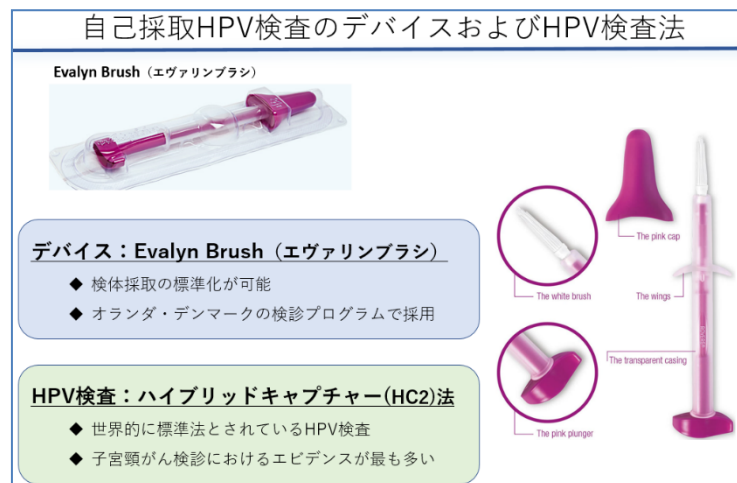 自己採取HPV検査のデバイスおよびHPV検査法
Evalyn Brush（エヴァリンブラシ）
デバイス：Evalyn Brush（エヴァリンブラシ）
◆ 検体採取の標準化が可能
◆ オランダ・デンマークの検診プログラムで採用
HPV検査：ハイブリッドキャプチャー(HC2)法
◆ 世界的に標準法とされているHPV検査
◆ 子宮頸がん検診におけるエビデンスが最も多い
The pink cap
The white brush
The wings
The transparent casing
The pink plunger